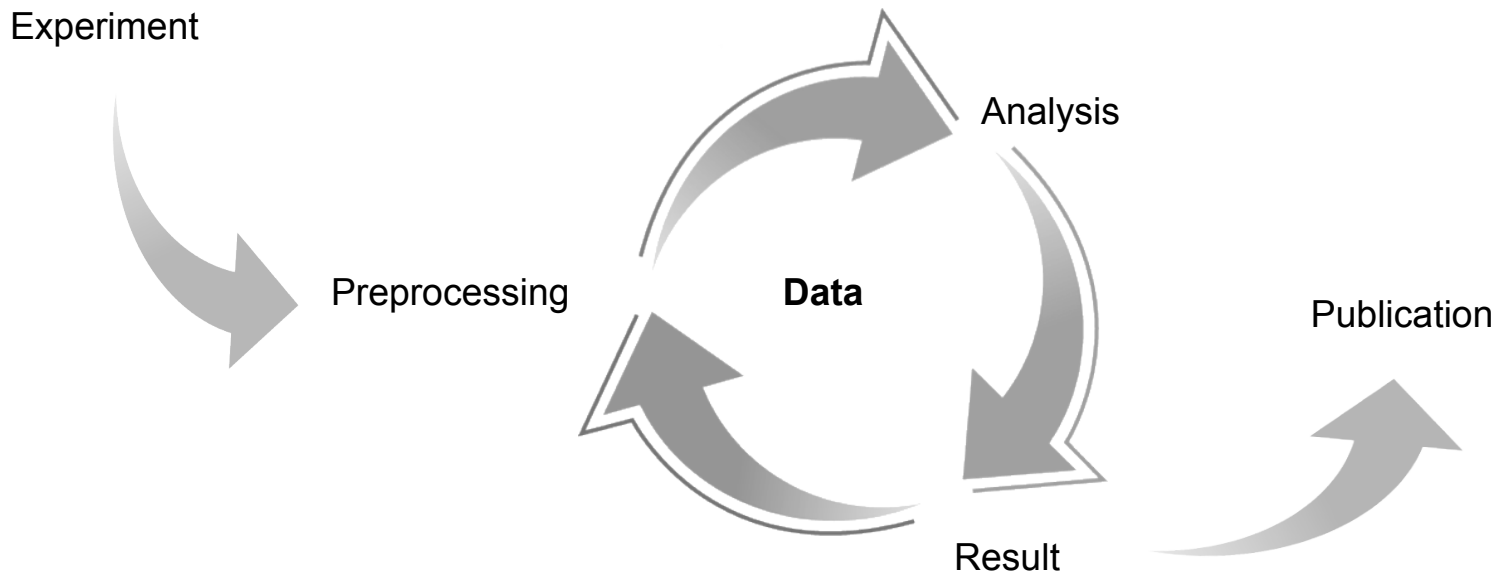 Experiment
Analysis
Preprocessing
Data
Publication
Result